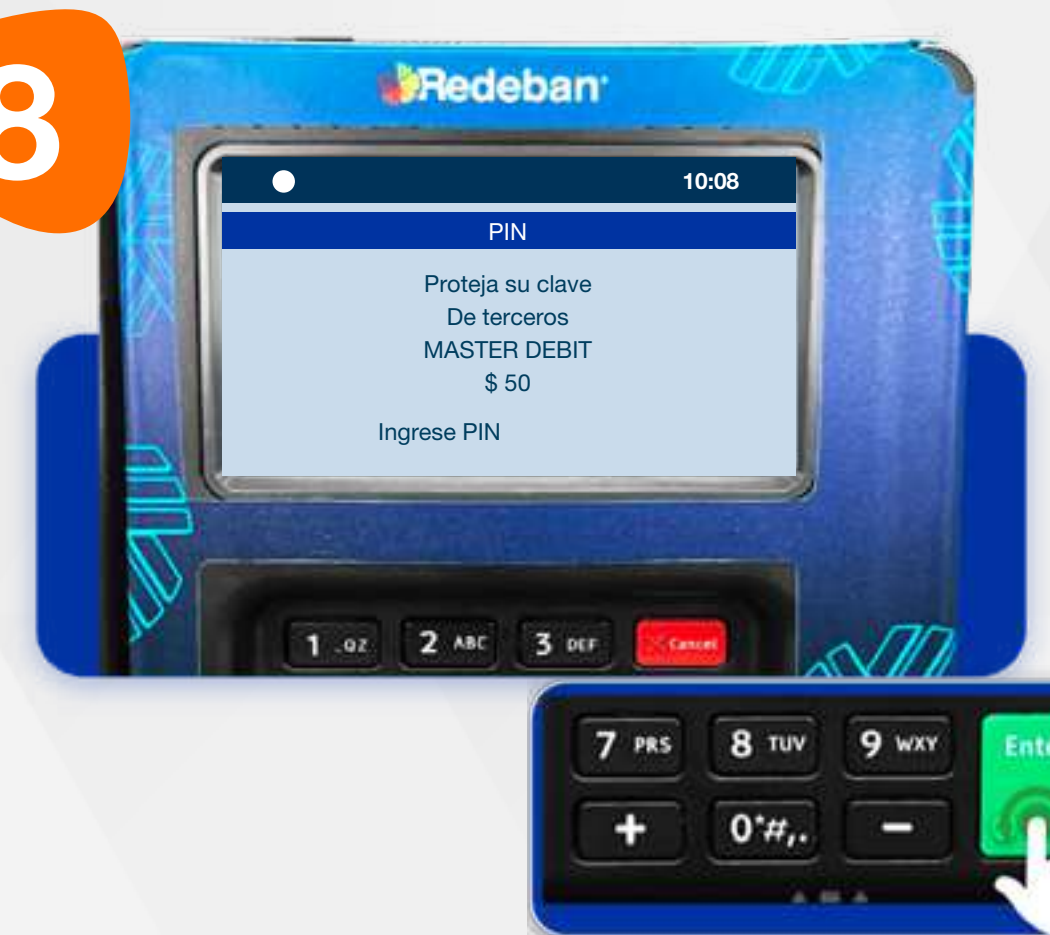 8
Redeban
10:08
PIN
Proteja su clave
De terceros
MASTER DEBIT
$ 50
Ingrese PIN
1 .QZ 2 ABC 3 DEF Cancel
7 PRS 8 TUV 9 WXY Ente
+ 0*#,. -